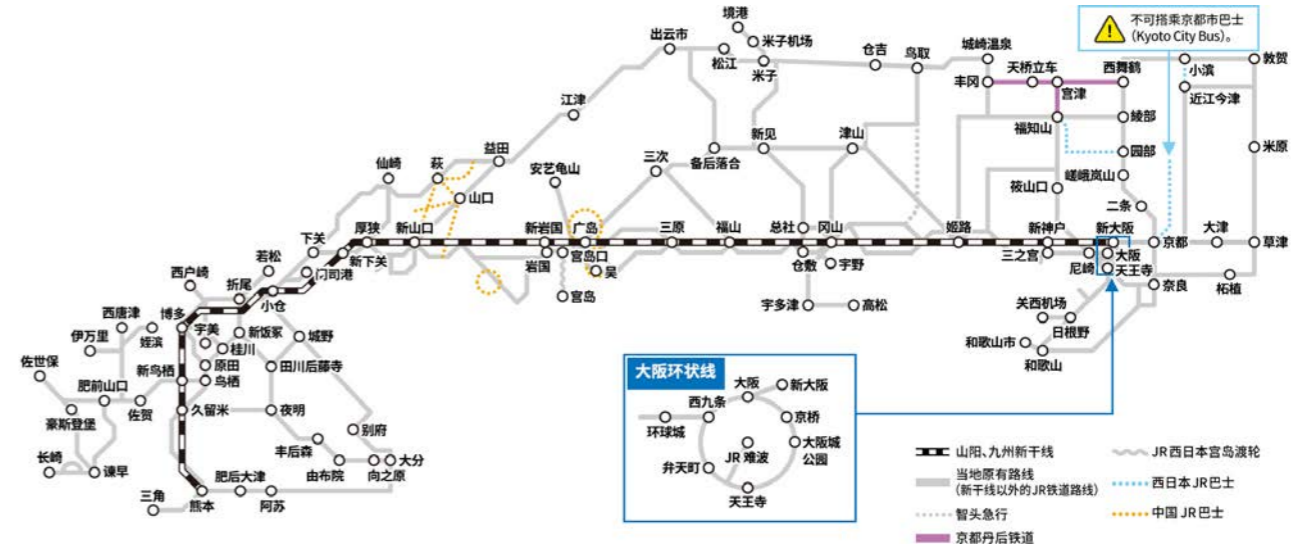 不可搭乘京都市巴士
(Kyoto City Bus)。
境港
米子机场
出云市
松江
米子
仓吉
鸟取
城崎温泉
丰冈
天桥立车
宫津
西舞鹤
小滨
敦贺
近江今津
江津
福知山
绫部
益田
仙崎
萩
山口
安艺龟山
三次
备后落合
新见
津山
园部
米原
嵯峨岚山
筱山口
二条
厚狭
新山口
新岩国
广岛
三原
福山
总社
冈山
姬路
新神户
新大阪
京都
大津
草津
下关
新下关
岩国
宫岛口
吴
仓敷
宇野
三之宫
尼崎
大阪
天王寺
若松
门司港
宫岛
宇多津
高松
奈良
柘植
西户崎
折尾
小仓
关西机场
日根野
西唐津
博多
宇美
新饭冢
城野
和歌山市
和歌山
伊万里
姪滨
桂川
佐世保
新鸟栖
原田
田川后藤寺
鸟栖
肥前山口
佐贺
久留米
夜明
豪斯登堡
别府
丰后森
长崎
谏早
由布院
向之原
大分
肥后大津
三角
熊本
阿苏
大阪环状线
大阪
新大阪
西九条
京桥
环球城
大阪城
公园
JR 难波
弁天町
天王寺
山阳、九州新干线
当地原有路线
(新干线以外的JR铁道路线)
智头急行
京都丹后铁道
JR西日本宫岛渡轮
西日本JR巴士
中国JR巴士